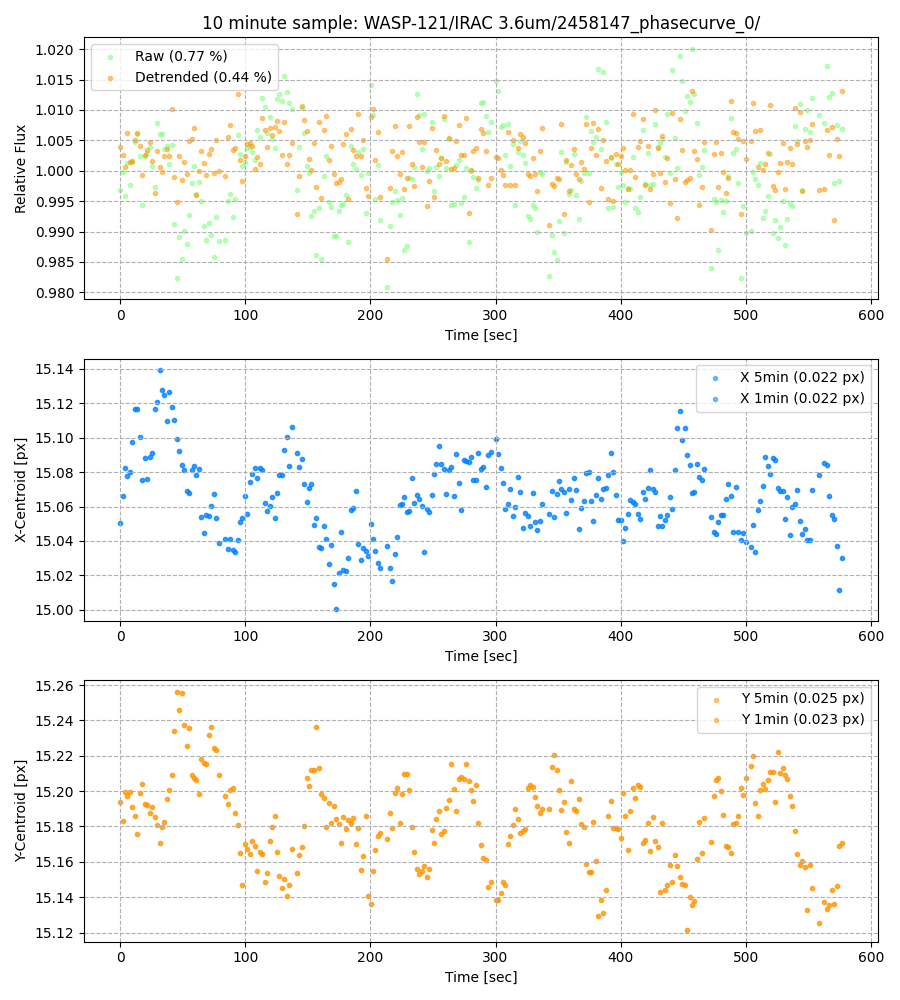 10 minute sample: WASP-121/IRAC 3.6um/2458147_phasecurve_0/
Relative Flux
1.020
1.015
1.010
1.005
1.000
0.995
0.990
0.985
0.980
Raw (0.77 %)
Detrended (0.44 %)
0 100 200 300 400 500 600
Time [sec]
X-Centroid [px]
15.14
15.12
15.10
15.08
15.06
15.04
15.02
15.00
X 5min (0.022 px)
X 1min (0.022 px)
0 100 200 300 400 500 600
Time [sec]
Y-Centroid [px]
15.26
15.24
15.22
15.20
15.18
15.16
15.14
15.12
Y 5min (0.025 px)
Y 1min (0.023 px)
0 100 200 300 400 500 600
Time [sec]